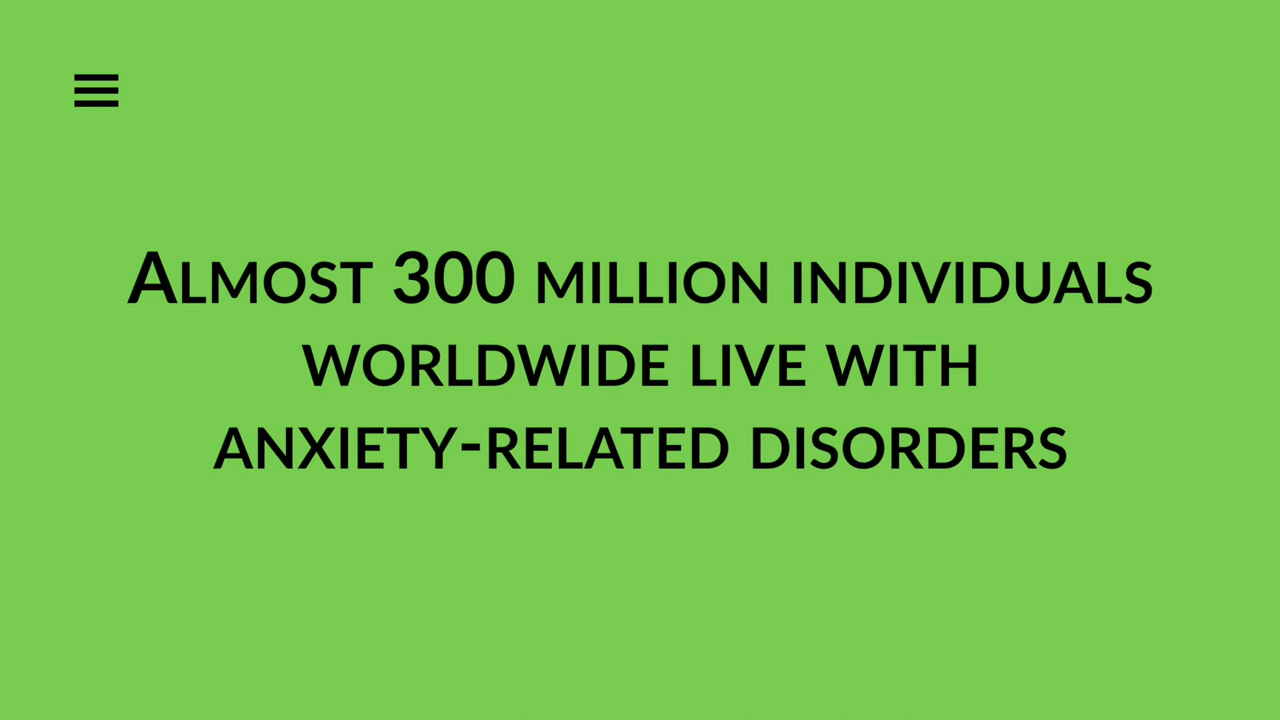 Almost 300 million individuals
worldwide live with
anxiety-related disorders